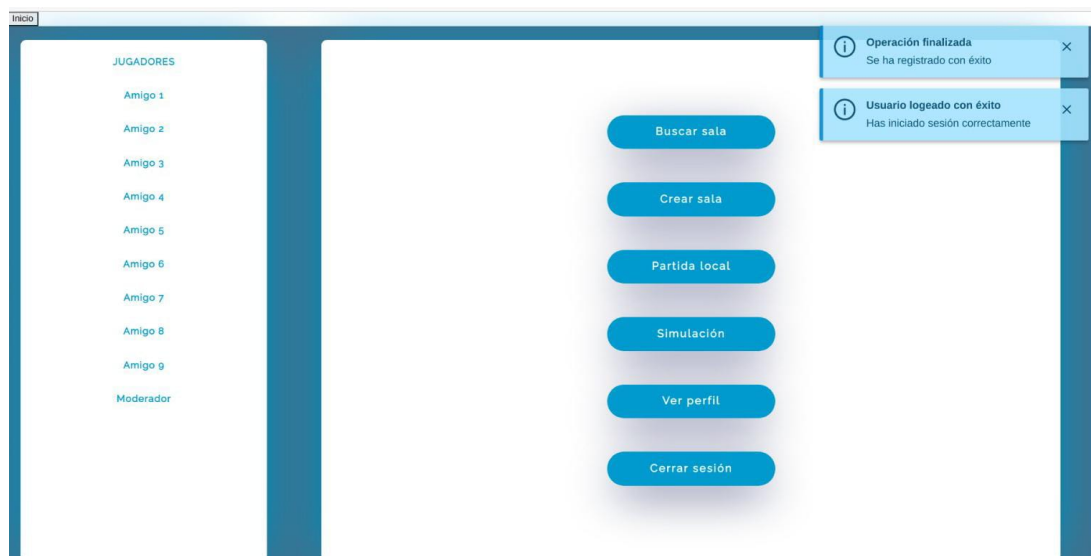 Inicio
JUGADORES
Amigo 1
Amigo 2
Amigo 3
Amigo 4
Amigo 5
Amigo 6
Amigo 7
Amigo 8
Amigo 9
Moderador
Buscar sala
Crear sala
Partida local
Simulación
Ver perfil
Cerrar sesión
Operación finalizada
Se ha registrado con éxito
Usuario logeado con éxito
Has iniciado sesión correctamente